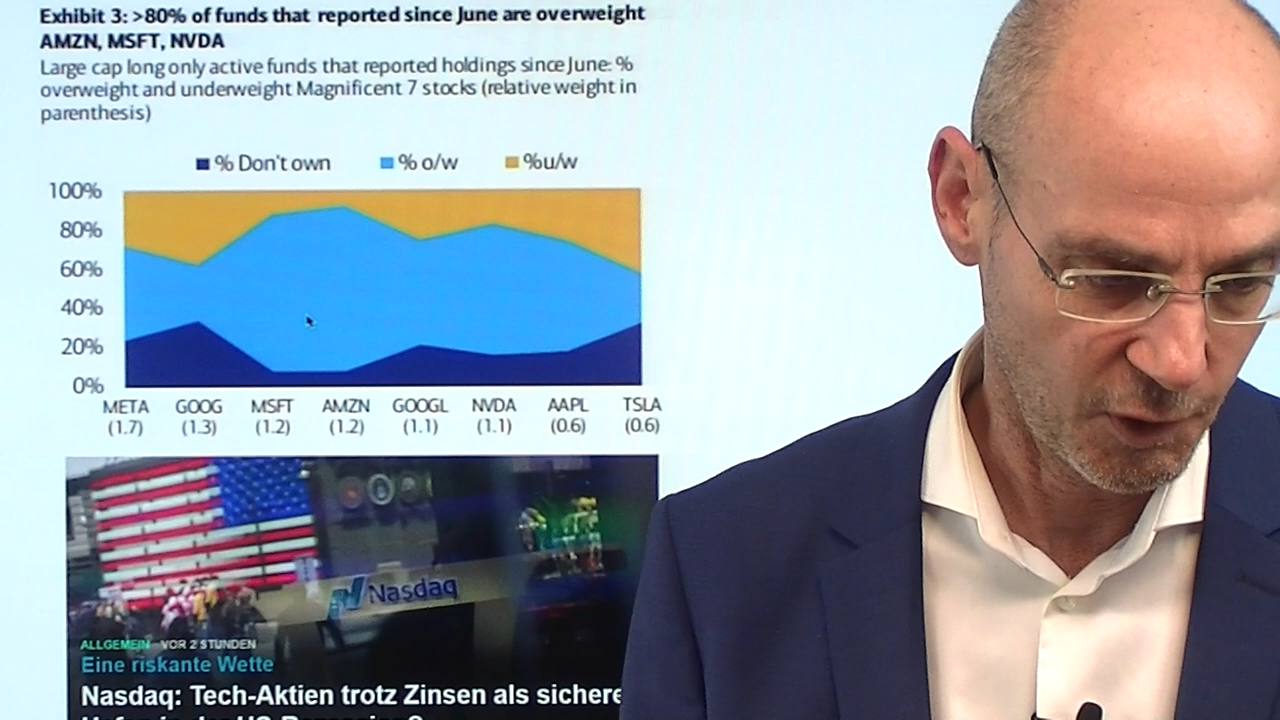 Exhibit 3: >80% of funds that reported since June are overweight
AMZN, MSFT, NVDA
Large cap long only active funds that reported holdings since June: %
overweight and underweight Magnificent 7 stocks (relative weight in
parenthesis)
% Don't own % o/w %u/w
100%
80%
60%
40%
20%
0%
META GOOG MSFT AMZN GOOGL NVDA AAPL TSLA
(1.7) (1.3) (1.2) (1.2) (1.1) (1.1) (0.6) (0.6)
Nasdaq
ALLGEMEIN VOR 2 STUNDEN
Eine riskante Wette
Nasdaq: Tech-Aktien trotz Zinsen als sichere